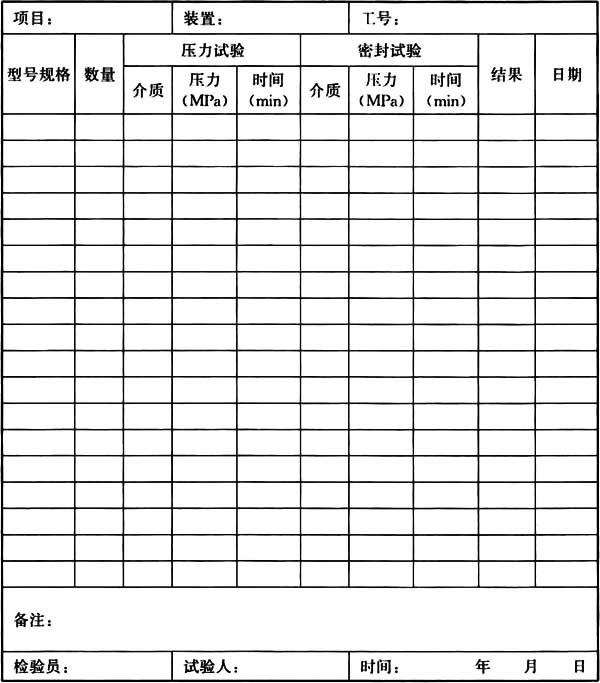 项目： 装置： 工号：
型号规格 数量 压力试验 密封试验 结果 日期
介质 压力（MPa） 时间（min） 介质 压力（MPa） 时间（min）
备注：
检验员： 试验人： 时间： 年 月 日